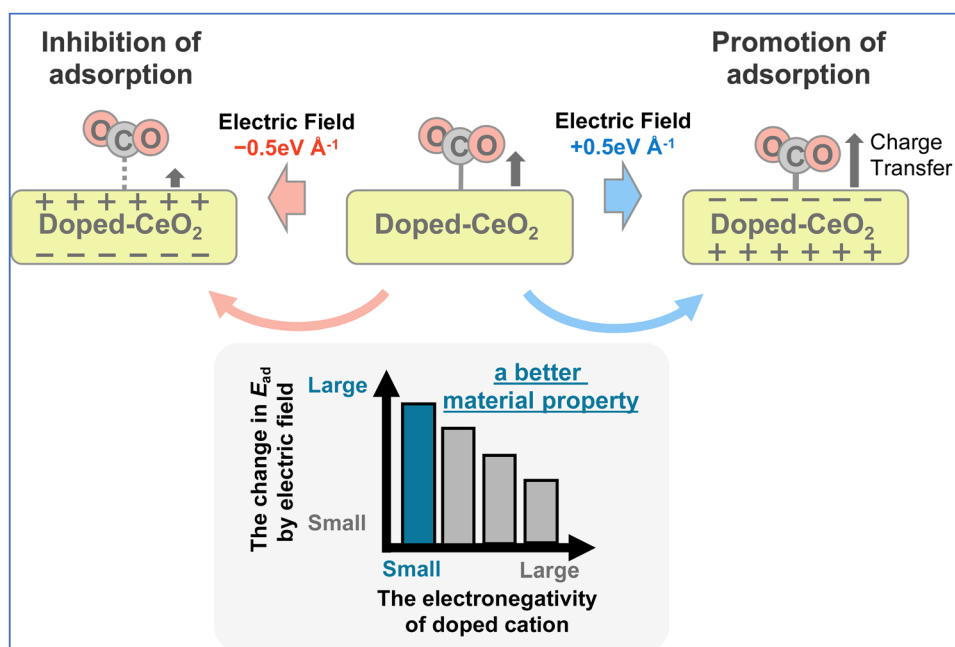 Inhibition of
adsorption
Promotion of
adsorption
Electric Field
−0.5eV Å⁻¹
Electric Field
+0.5eV Å⁻¹
O C O
O C O
O C O
Charge
Transfer
+ + + + + +
Doped-CeO₂
− − − − − −
Doped-CeO₂
− − − − − −
Doped-CeO₂
+ + + + + +
The change in E_ad
by electric field
Large
Small
a better
material property
Small
Large
The electronegativity
of doped cation